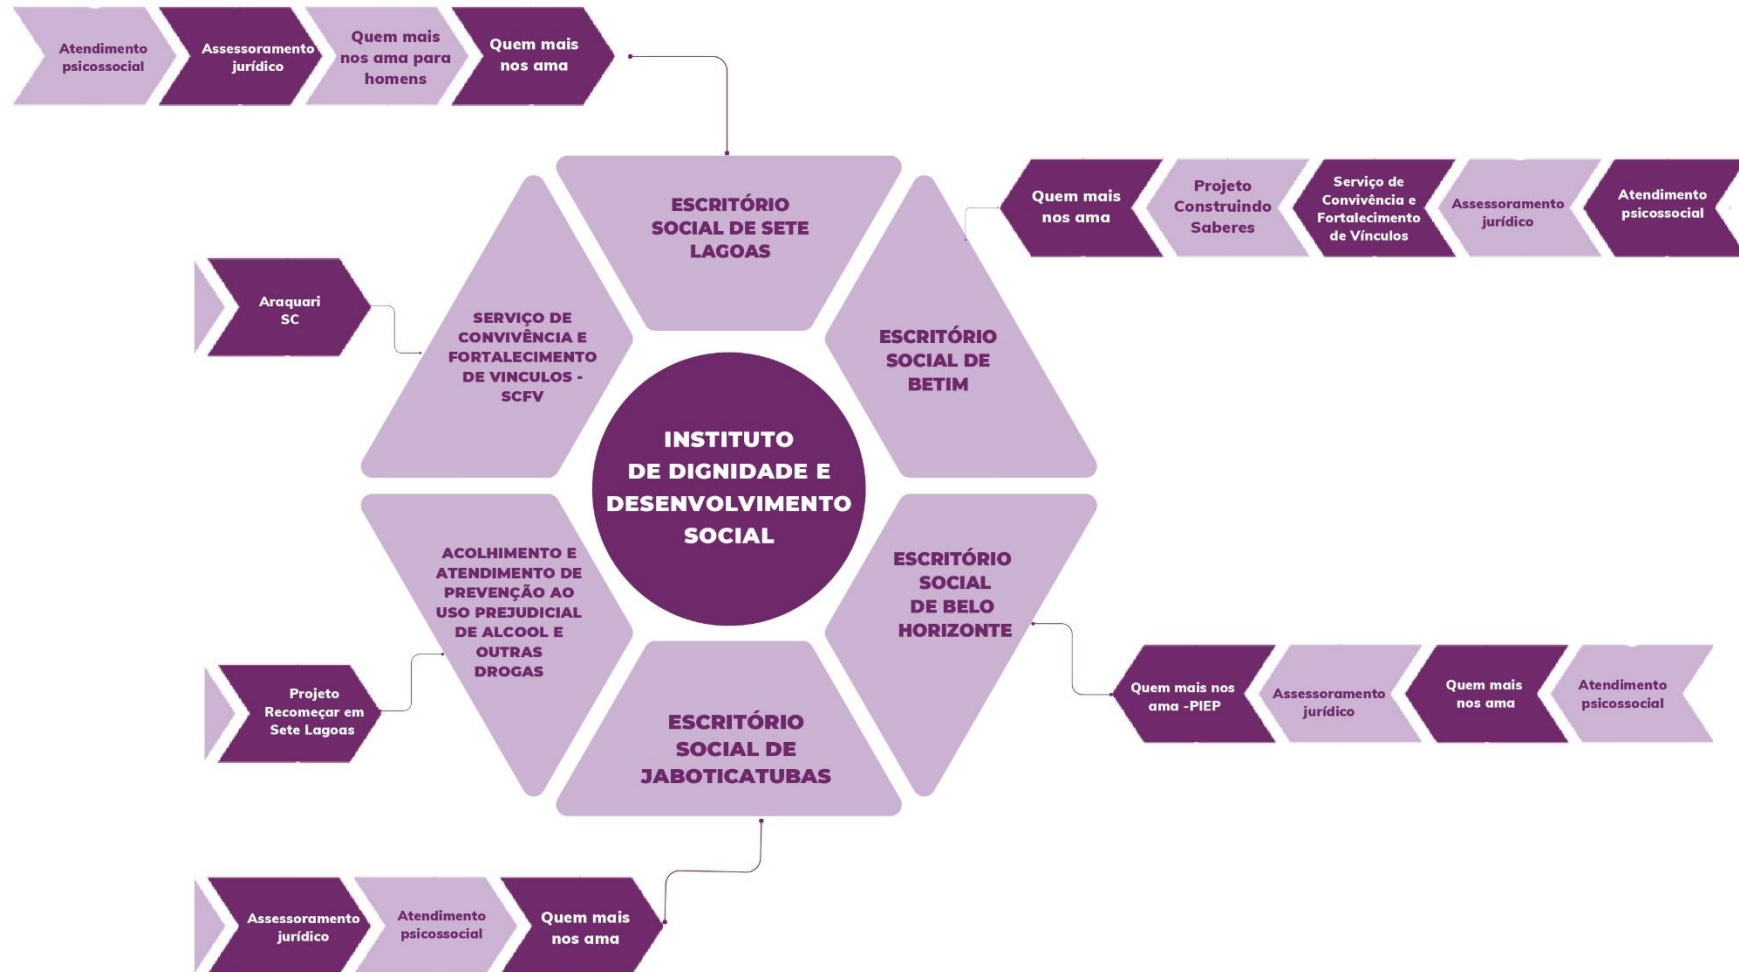 Atendimento
psicossocial
Assessoramento
jurídico
Quem mais
nos ama para
homens
Quem mais
nos ama
ESCRITÓRIO
SOCIAL DE SETE
LAGOAS
Quem mais
nos ama
Projeto
Construindo
Saberes
Serviço de
Convivência e
Fortalecimento
de Vínculos
Assessoramento
jurídico
Atendimento
psicossocial
Araquari
SC
SERVIÇO DE
CONVIVÊNCIA E
FORTALECIMENTO
DE VINCULOS -
SCFV
ESCRITÓRIO
SOCIAL DE
BETIM
INSTITUTO
DE DIGNIDADE E
DESENVOLVIMENTO
SOCIAL
ACOLHIMENTO E
ATENDIMENTO DE
PREVENÇÃO AO
USO PREJUDICIAL
DE ALCOOL E
OUTRAS
DROGAS
ESCRITÓRIO
SOCIAL
DE BELO
HORIZONTE
Projeto
Recomeçar em
Sete Lagoas
ESCRITÓRIO
SOCIAL DE
JABOTICATUBAS
Quem mais nos
ama -PIEP
Assessoramento
jurídico
Quem mais
nos ama
Atendimento
psicossocial
Assessoramento
jurídico
Atendimento
psicossocial
Quem mais
nos ama